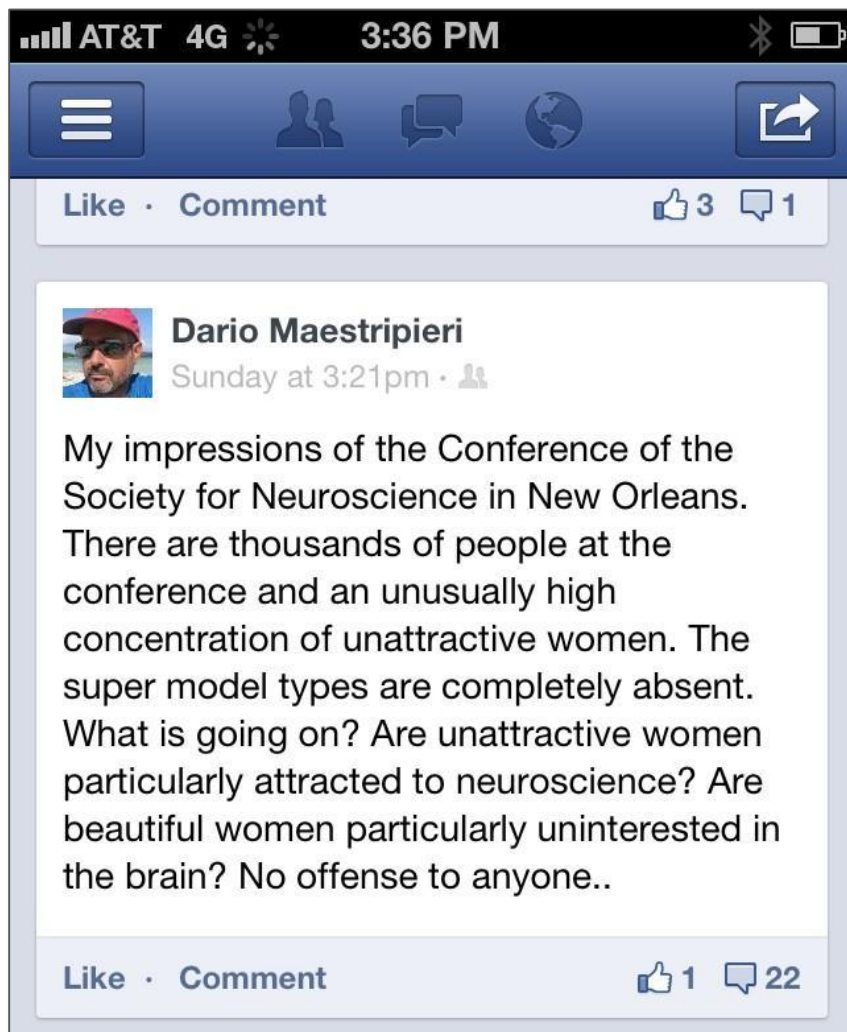 AT&T 4G 3:36 PM
Like · Comment 3 1
Dario Maestripieri
Sunday at 3:21pm ·
My impressions of the Conference of the
Society for Neuroscience in New Orleans.
There are thousands of people at the
conference and an unusually high
concentration of unattractive women. The
super model types are completely absent.
What is going on? Are unattractive women
particularly attracted to neuroscience? Are
beautiful women particularly uninterested in
the brain? No offense to anyone..
Like · Comment 1 22